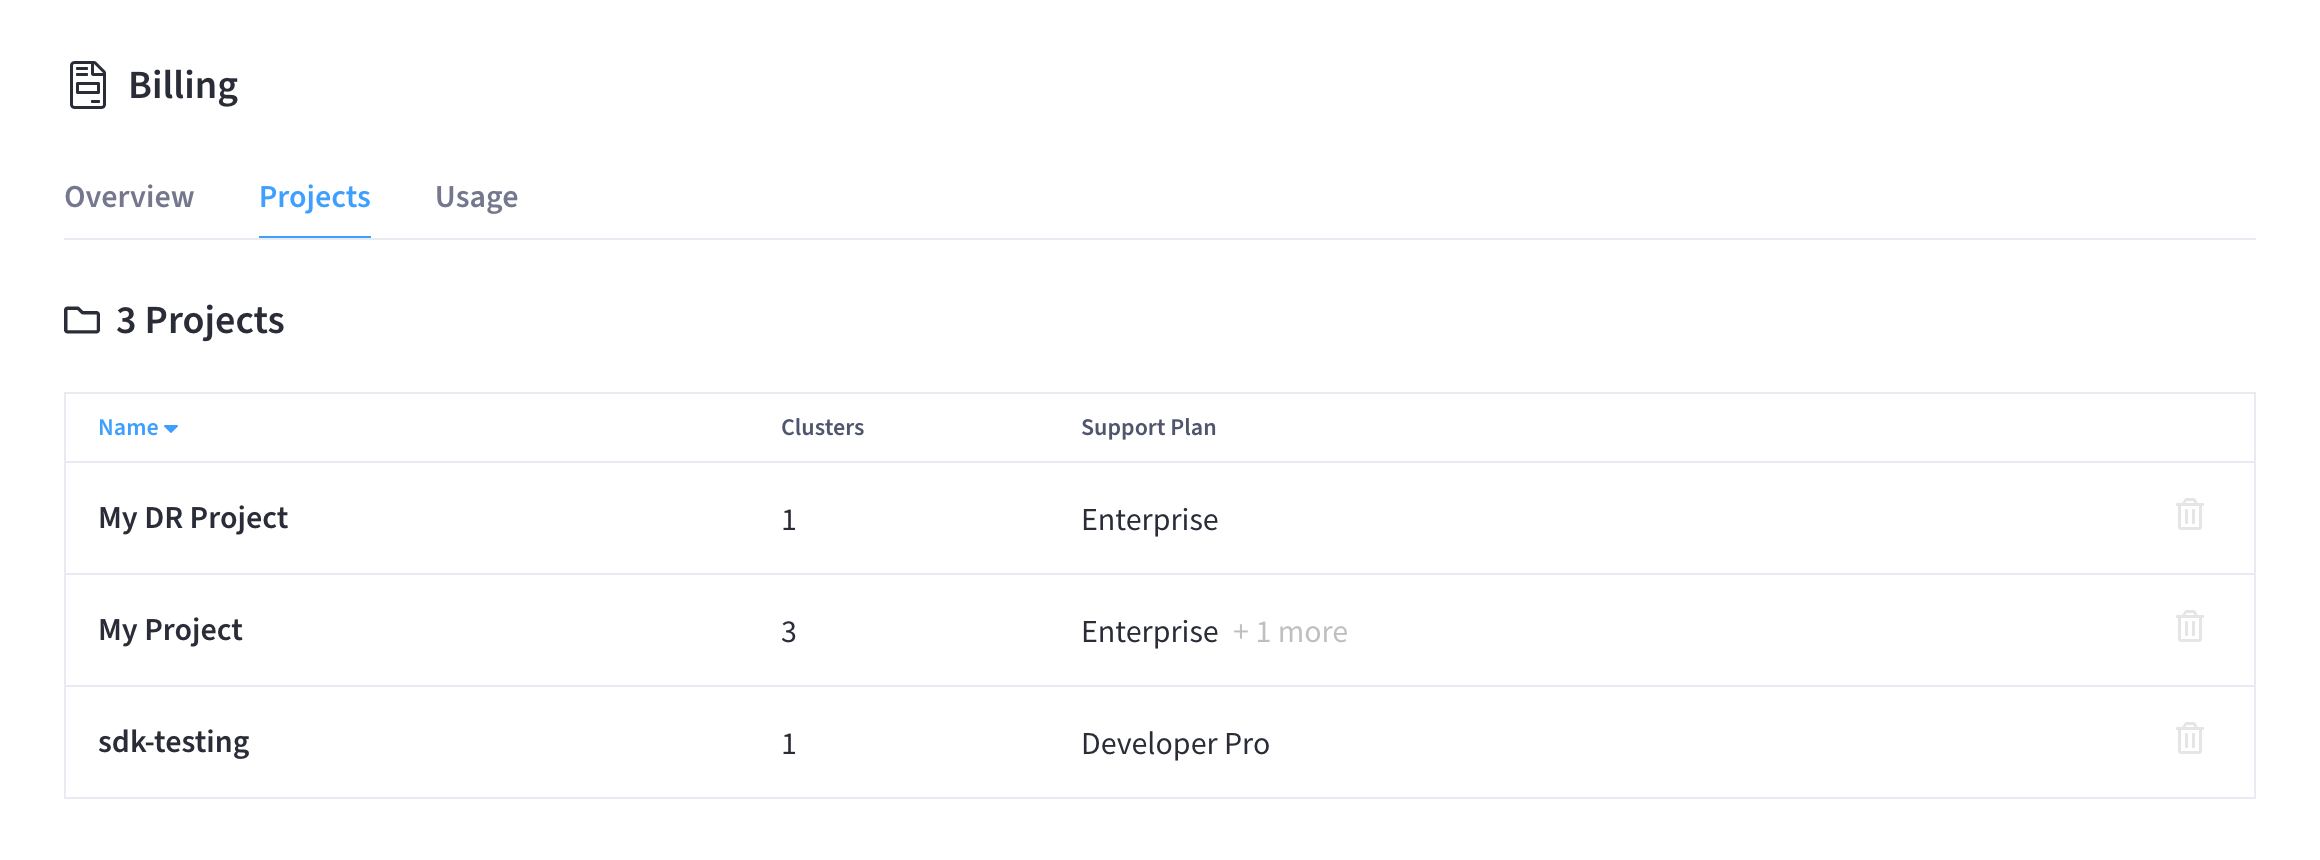 Billing
Overview Projects Usage
3 Projects
Name Clusters Support Plan
My DR Project 1 Enterprise
My Project 3 Enterprise + 1 more
sdk-testing 1 Developer Pro